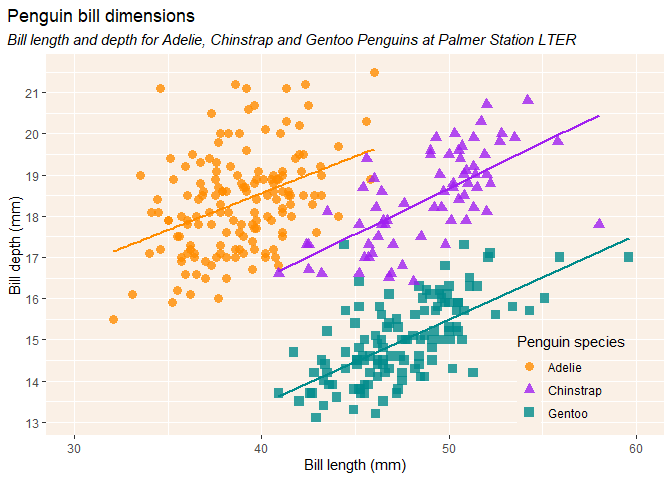 Penguin bill dimensions
Bill length and depth for Adelie, Chinstrap and Gentoo Penguins at Palmer Station LTER
Bill depth (mm)
21
20
19
18
17
16
15
14
13
Penguin species
Adelie
Chinstrap
Gentoo
30
40
50
60
Bill length (mm)